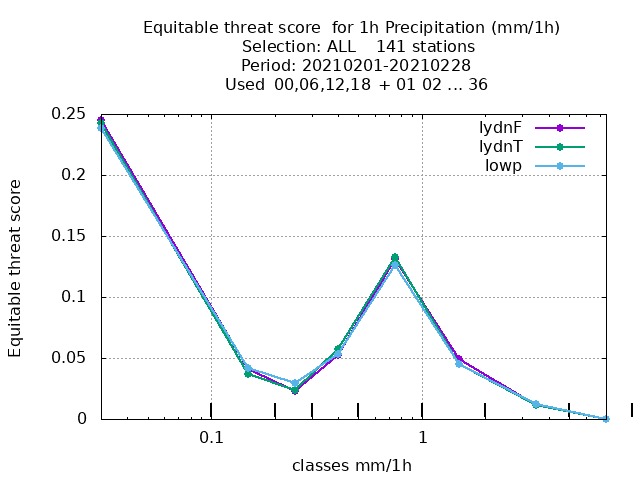 Equitable threat score  for 1h Precipitation (mm/1h)
Selection: ALL    141 stations
Period: 20210201-20210228
Used  00,06,12,18 + 01 02 ... 36
0.25
lydnF
lydnT
lowp
0.2
0.15
0.1
0.05
0
Equitable threat score
0.1
1
classes mm/1h